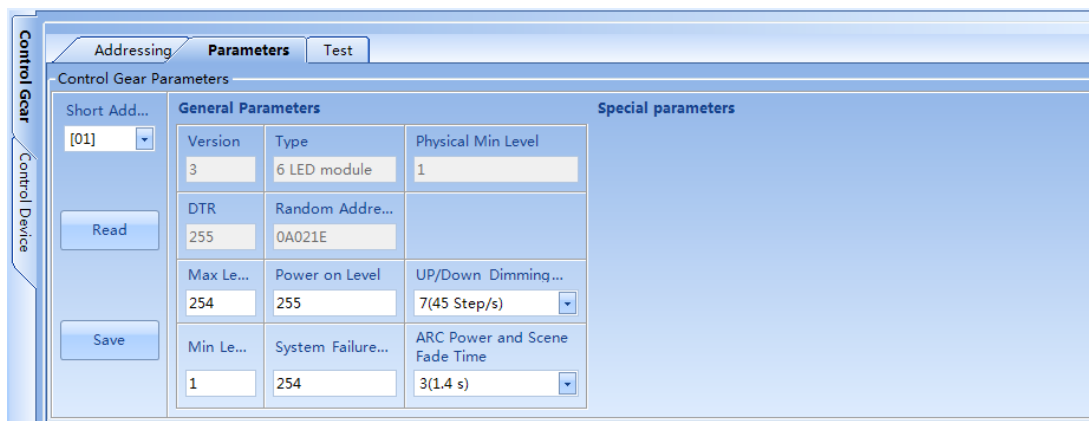 Control Gear
Control Device
Addressing
Parameters
Test
Control Gear Parameters
Short Add...
[01]
Read
Save
General Parameters
Version
3
Type
6 LED module
Physical Min Level
1
DTR
255
Random Addre...
0A021E
Max Le...
254
Power on Level
255
UP/Down Dimming...
7(45 Step/s)
Min Le...
1
System Failure...
254
ARC Power and Scene
Fade Time
3(1.4 s)
Special parameters